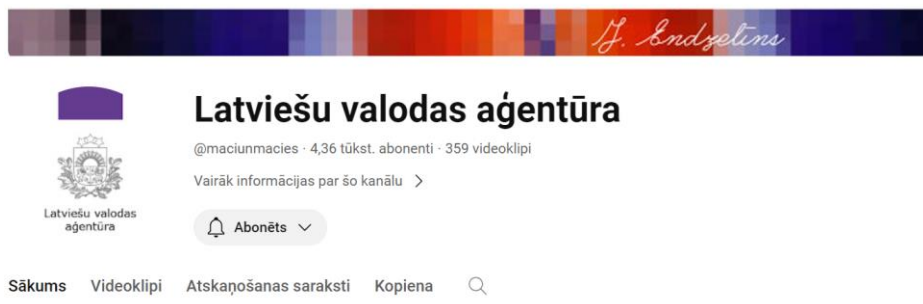 J. Endzelīns
Latviešu valodas aģentūra
@maciunmacies · 4,36 tūkst. abonenti · 359 videoklipi
Vairāk informācijas par šo kanālu >
Latviešu valodas
aģentūra
Abonēts
Sākums Videoklipi Atskaņošanas saraksti Kopiena